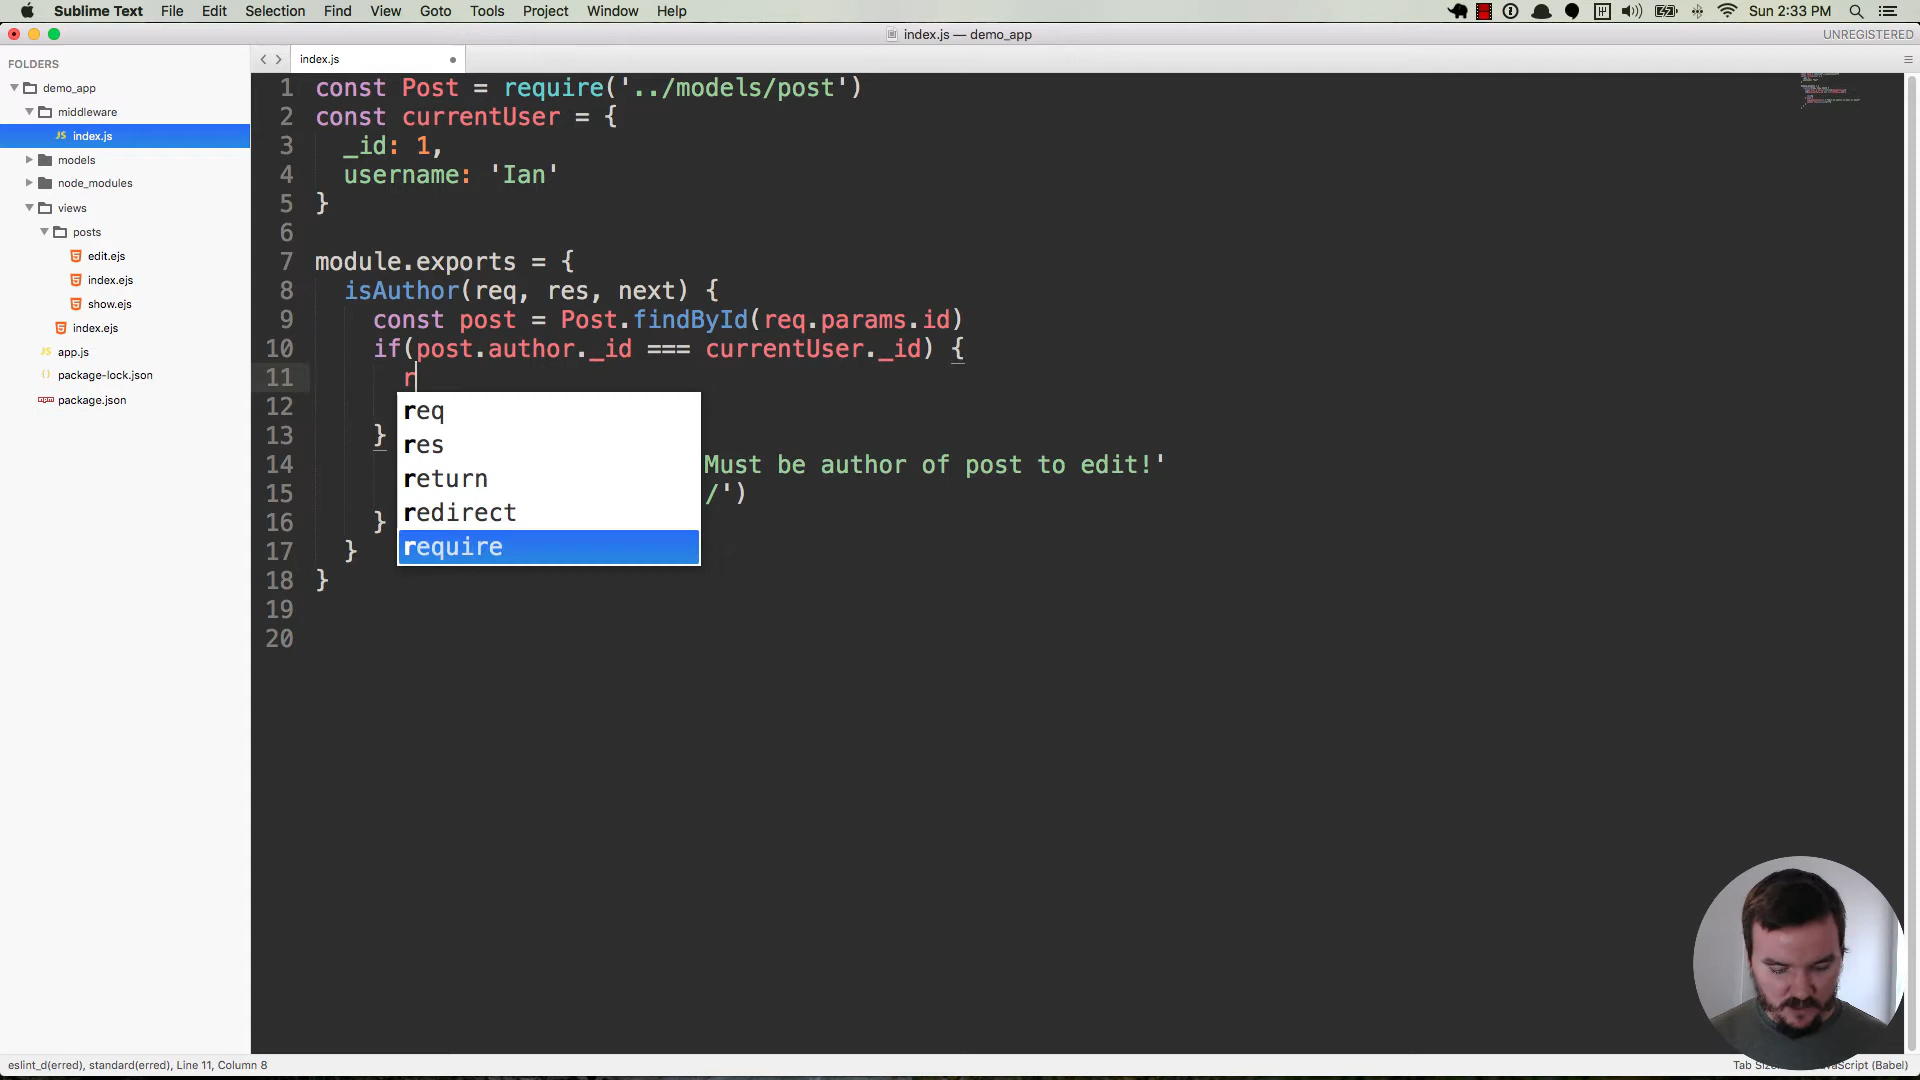 Sublime Text File Edit Selection Find View Goto Tools Project Window Help Sun 2:33 PM
index.js — demo_app UNREGISTERED
FOLDERS
demo_app
middleware
JS index.js
models
node_modules
views
posts
edit.ejs
index.ejs
show.ejs
index.ejs
JS app.js
package-lock.json
npm package.json
index.js
1 const Post = require('../models/post')
2 const currentUser = {
3 _id: 1,
4 username: 'Ian'
5 }
6
7 module.exports = {
8 isAuthor(req, res, next) {
9 const post = Post.findById(req.params.id)
10 if(post.author._id === currentUser._id) {
11 r
12
13 }
14 Must be author of post to edit!'
15 /')
16 }
17 }
18 }
19
20
req
res
return
redirect
require
eslint_d(erred), standard(erred), Line 11, Column 8
Tab JavaScript (Babel)